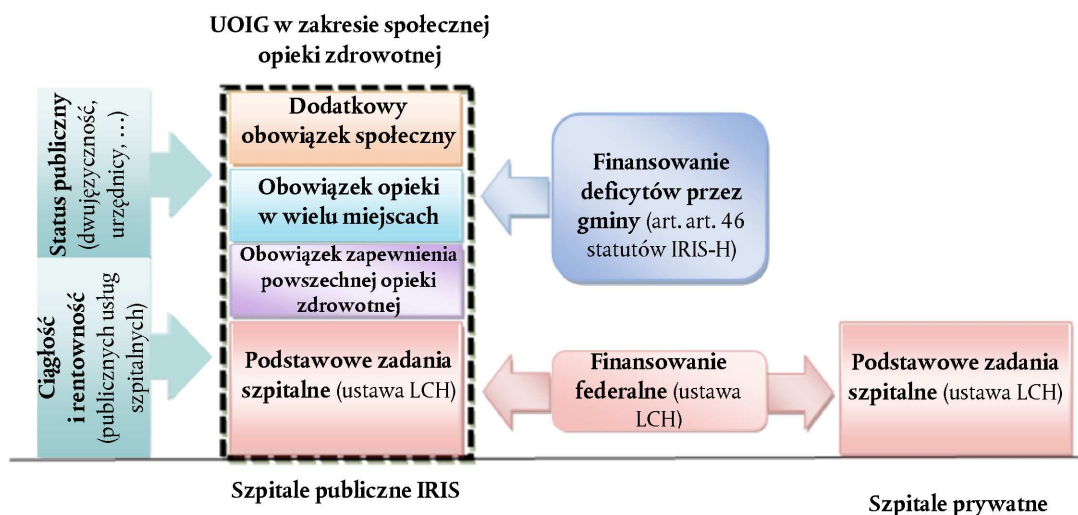 UOIG w zakresie społecznej
opieki zdrowotnej
Status publiczny
(dwujęzyczność,
urzędnicy, …)
Ciągłość
i rentowność
(publicznych usług
szpitalnych)
Dodatkowy
obowiązek społeczny
Obowiązek opieki
w wielu miejscach
Obowiązek zapewnienia
powszechnej opieki
zdrowotnej
Podstawowe zadania
szpitalne (ustawa LCH)
Finansowanie
deficytów przez
gminy (art. art. 46
statutów IRIS-H)
Finansowanie
federalne (ustawa
LCH)
Podstawowe zadania
szpitalne (ustawa LCH)
Szpitale publiczne IRIS
Szpitale prywatne